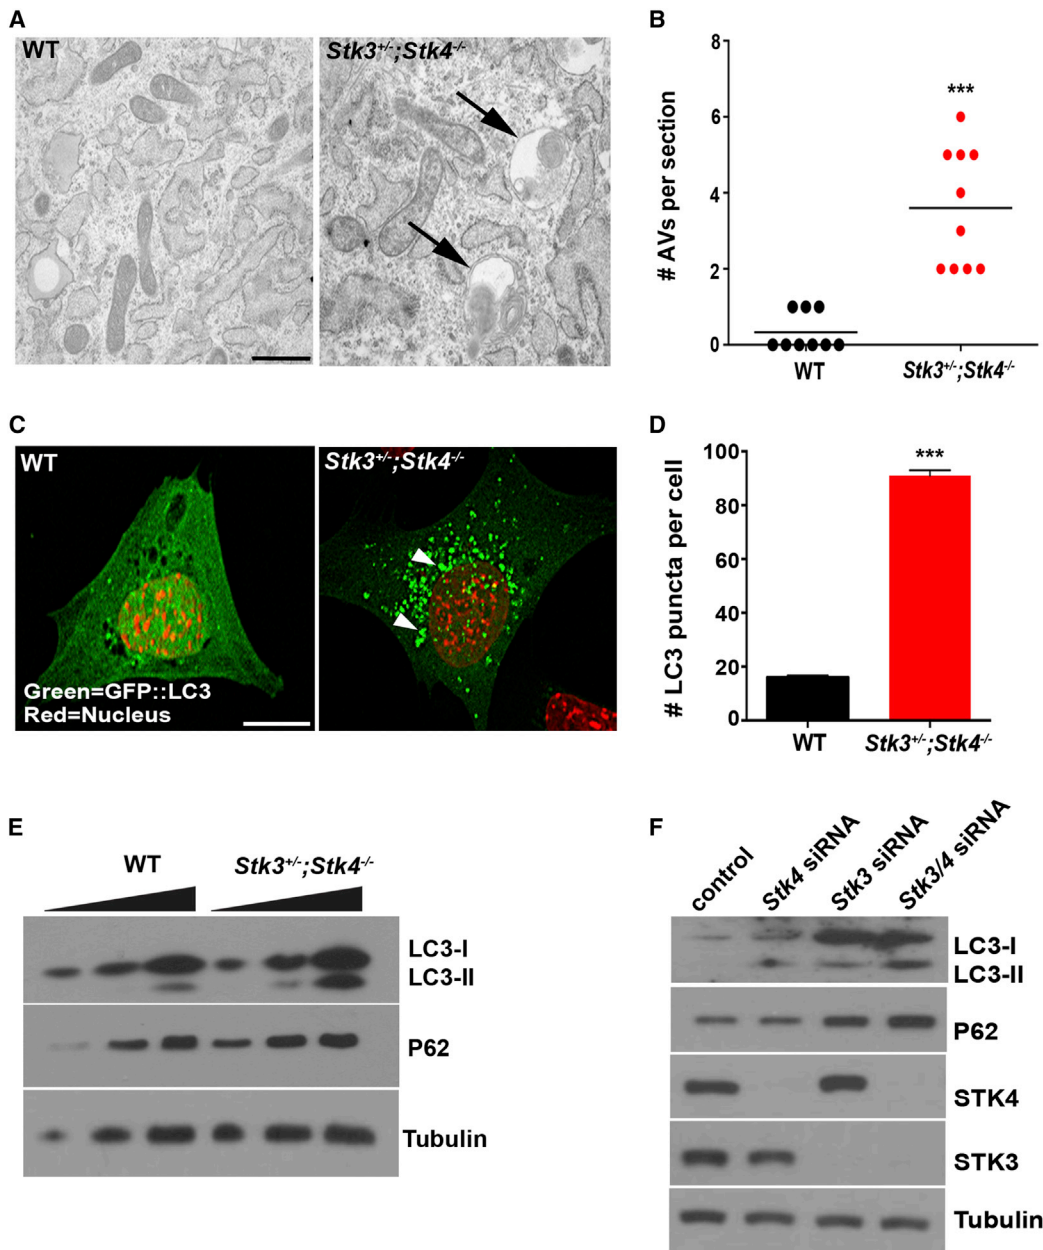 A
WT
Stk3+/-;Stk4-/-
B
# AVs per section
8
6
4
2
0
***
WT
Stk3+/-;Stk4-/-
C
WT
Stk3+/-;Stk4-/-
Green=GFP::LC3
Red=Nucleus
D
# LC3 puncta per cell
100
80
60
40
20
0
***
WT
Stk3+/-;Stk4-/-
E
WT
Stk3+/-;Stk4-/-
LC3-I
LC3-II
P62
Tubulin
F
control
Stk4 siRNA
Stk3 siRNA
Stk3/4 siRNA
LC3-I
LC3-II
P62
STK4
STK3
Tubulin